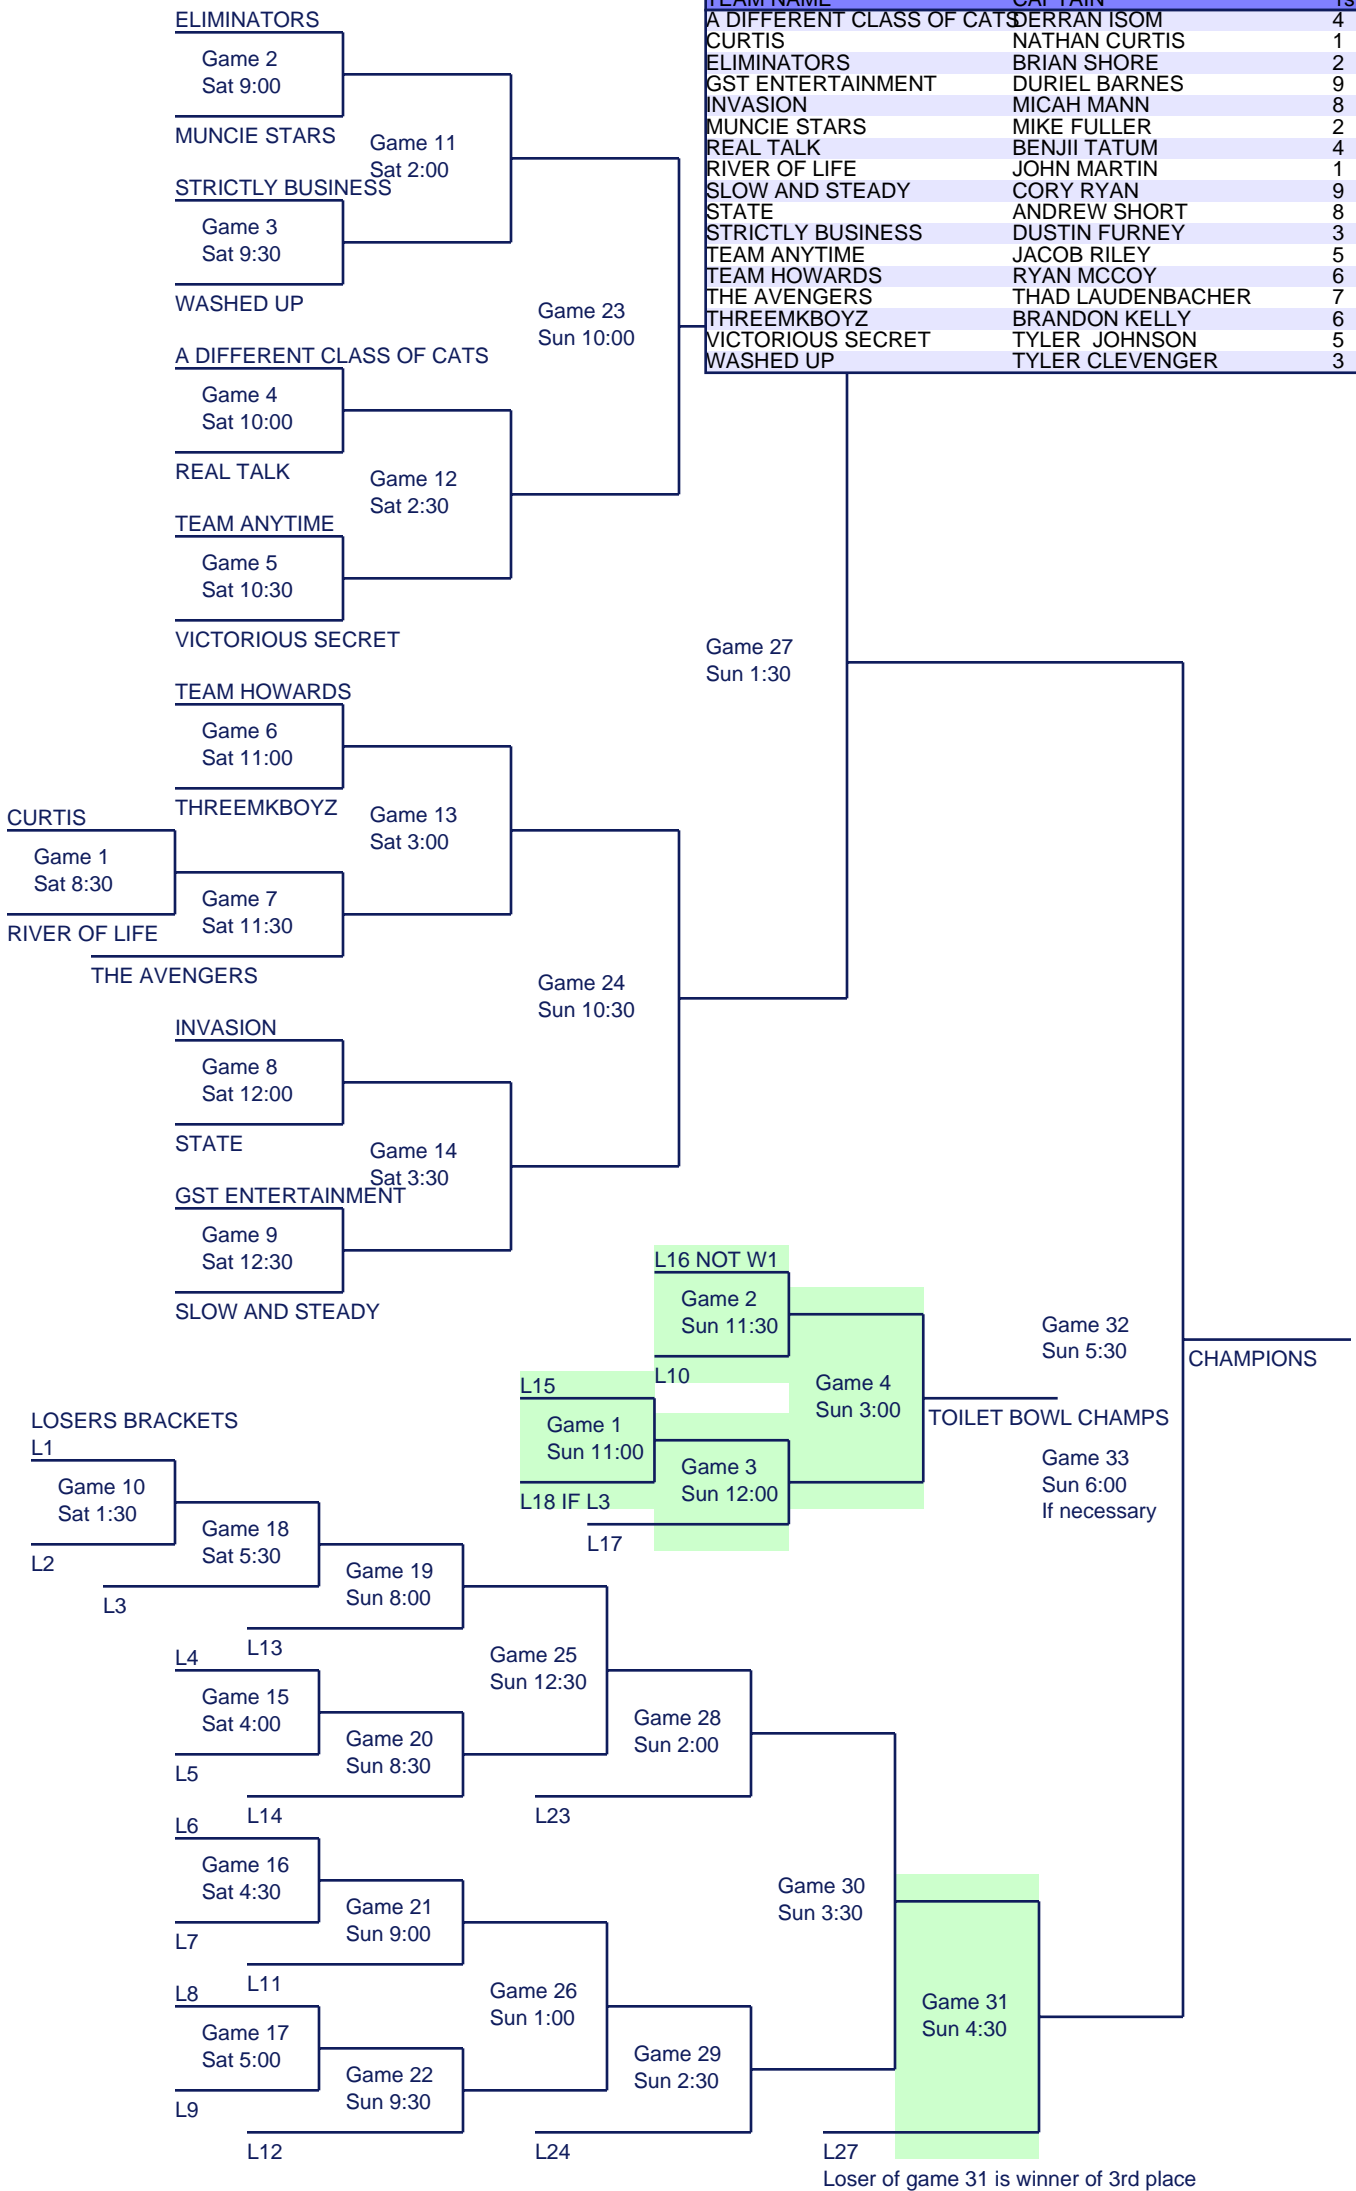 TEAM NAME CAPTAIN
A DIFFERENT CLASS OF CATS DERRAN ISOM 4
CURTIS NATHAN CURTIS 1
ELIMINATORS BRIAN SHORE 2
GST ENTERTAINMENT DURIEL BARNES 9
INVASION MICAH MANN 8
MUNCIE STARS MIKE FULLER 2
REAL TALK BENJII TATUM 4
RIVER OF LIFE JOHN MARTIN 1
SLOW AND STEADY CORY RYAN 9
STATE ANDREW SHORT 8
STRICTLY BUSINESS DUSTIN FURNEY 3
TEAM ANYTIME JACOB RILEY 5
TEAM HOWARDS RYAN MCCOY 6
THE AVENGERS THAD LAUDENBACHER 7
THREEMKBOYZ BRANDON KELLY 6
VICTORIOUS SECRET TYLER JOHNSON 5
WASHED UP TYLER CLEVENGER 3
ELIMINATORS
Game 2
Sat 9:00
MUNCIE STARS
Game 11
Sat 2:00
STRICTLY BUSINESS
Game 3
Sat 9:30
WASHED UP
Game 23
Sun 10:00
A DIFFERENT CLASS OF CATS
Game 4
Sat 10:00
REAL TALK
Game 12
Sat 2:30
TEAM ANYTIME
Game 5
Sat 10:30
VICTORIOUS SECRET
Game 27
Sun 1:30
TEAM HOWARDS
Game 6
Sat 11:00
THREEMKBOYZ
Game 13
Sat 3:00
CURTIS
Game 1
Sat 8:30
RIVER OF LIFE
Game 7
Sat 11:30
THE AVENGERS
Game 24
Sun 10:30
INVASION
Game 8
Sat 12:00
STATE
Game 14
Sat 3:30
GST ENTERTAINMENT
Game 9
Sat 12:30
SLOW AND STEADY
L16 NOT W1
Game 2
Sun 11:30
L10
L15
Game 1
Sun 11:00
L18 IF L3
Game 3
Sun 12:00
L17
Game 4
Sun 3:00
TOILET BOWL CHAMPS
Game 32
Sun 5:30
CHAMPIONS
Game 33
Sun 6:00
If necessary
LOSERS BRACKETS
L1
Game 10
Sat 1:30
L2
Game 18
Sat 5:30
L3
Game 19
Sun 8:00
L13
Game 25
Sun 12:30
L4
Game 15
Sat 4:00
L5
Game 20
Sun 8:30
L14
Game 28
Sun 2:00
L23
L6
Game 16
Sat 4:30
L7
Game 21
Sun 9:00
L11
Game 30
Sun 3:30
L8
Game 17
Sat 5:00
L9
Game 26
Sun 1:00
Game 22
Sun 9:30
L12
Game 29
Sun 2:30
L24
Game 31
Sun 4:30
L27
Loser of game 31 is winner of 3rd place